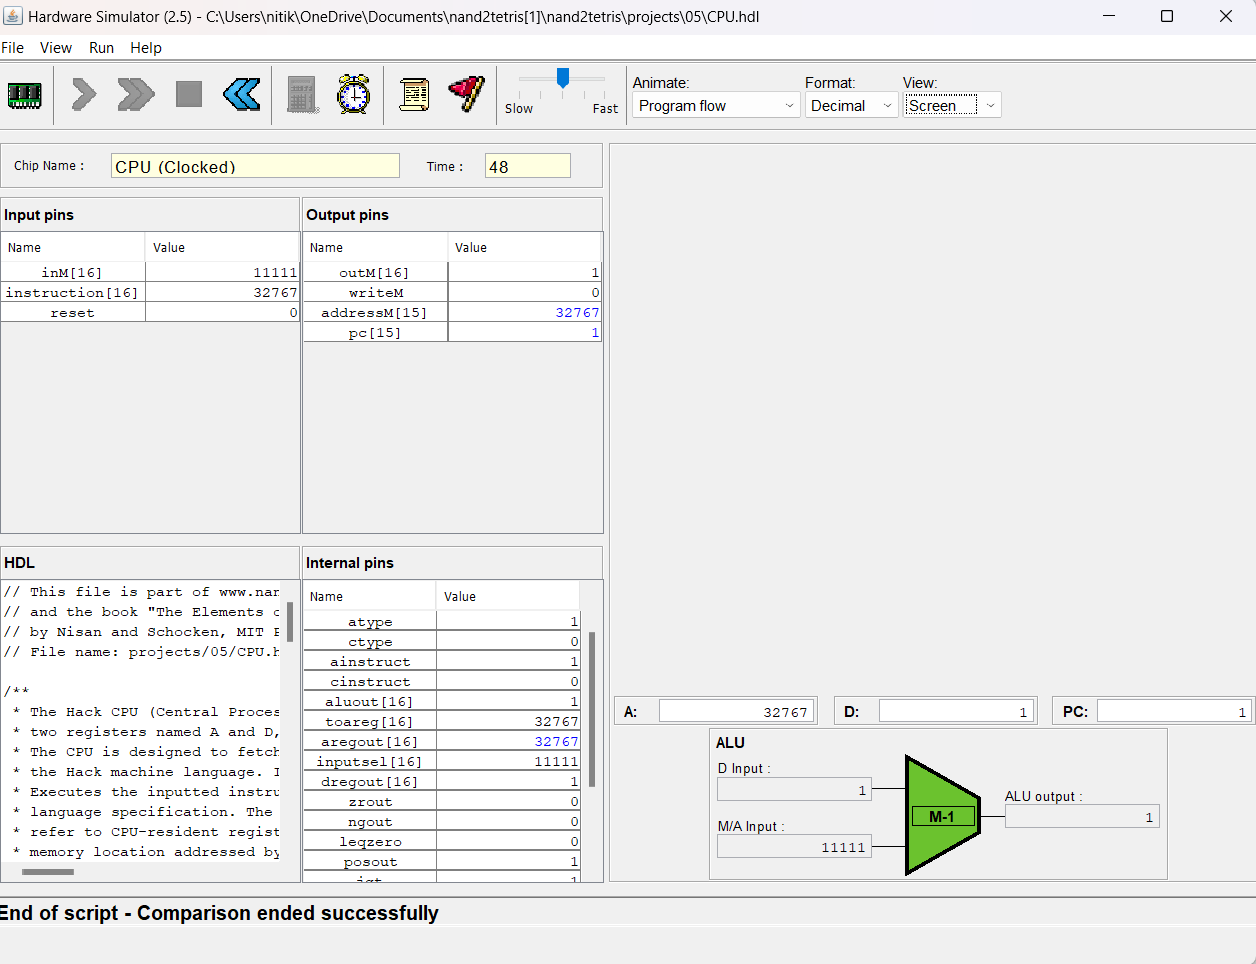 Hardware Simulator (2.5) - C:\Users\nitik\OneDrive\Documents\nand2tetris[1]\nand2tetris\projects\05\CPU.hdl
File View Run Help
Slow Fast
Animate: Format: View:
Program flow Decimal Screen
Chip Name : CPU (Clocked) Time : 48
Input pins
Name Value
inM[16] 11111
instruction[16] 32767
reset 0
Output pins
Name Value
outM[16] 1
writeM 0
addressM[15] 32767
pc[15] 1
HDL
// This file is part of www.nan
// and the book "The Elements
// by Nisan and Schocken, MIT
// File name: projects/05/CPU.h
/**
* The Hack CPU (Central Proces
* two registers named A and D,
* The CPU is designed to fetch
* the Hack machine language. I
* Executes the inputted instru
* language specification. The
* refer to CPU-resident regist
* memory location addressed by
Internal pins
Name Value
atype 1
ctype 0
ainstruct 1
cinstruct 0
aluout[16] 1
toareg[16] 32767
aregout[16] 32767
inputsel[16] 11111
dregout[16] 1
zrout 0
ngout 0
leqzero 0
posout 1
A: 32767 D: 1 PC: 1
ALU
D Input :
1
M/A Input :
11111
M-1
ALU output :
1
End of script - Comparison ended successfully